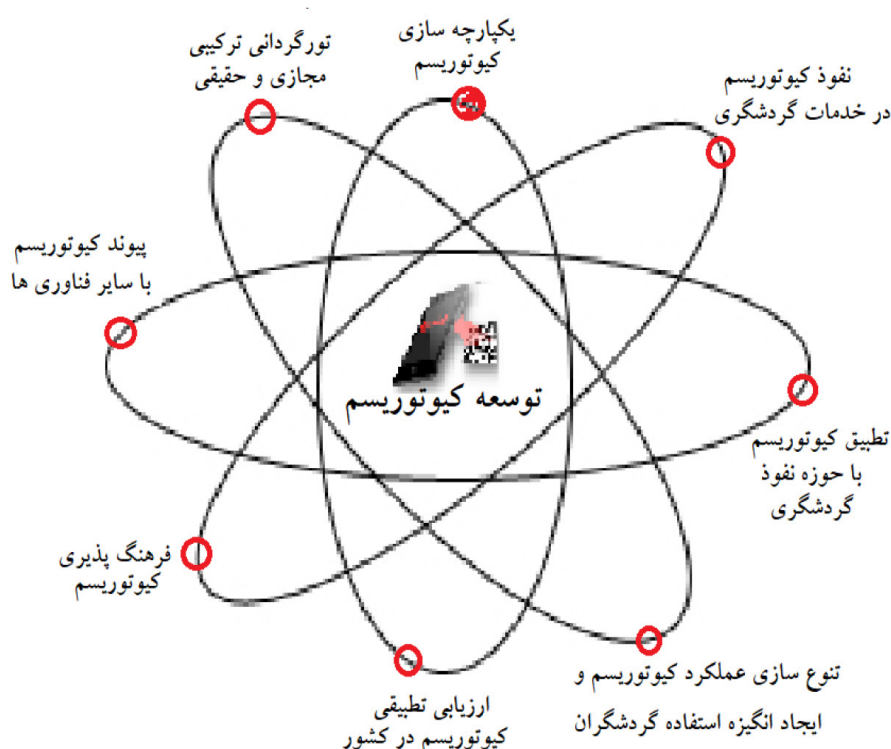 یکپارچه سازی
کیوتوریسم
نفوذ کیوتوریسم
در خدمات گردشگری
تطبیق کیوتوریسم
با حوزه نفوذ
گردشگری
تنوع سازی عملکرد کیوتوریسم و
ایجاد انگیزه استفاده گردشگران
ارزیابی تطبیقی
کیوتوریسم در کشور
فرهنگ پذیری
کیوتوریسم
پیوند کیوتوریسم
با سایر فناوری ها
تورگردانی ترکیبی
مجازی و حقیقی
توسعه کیوتوریسم